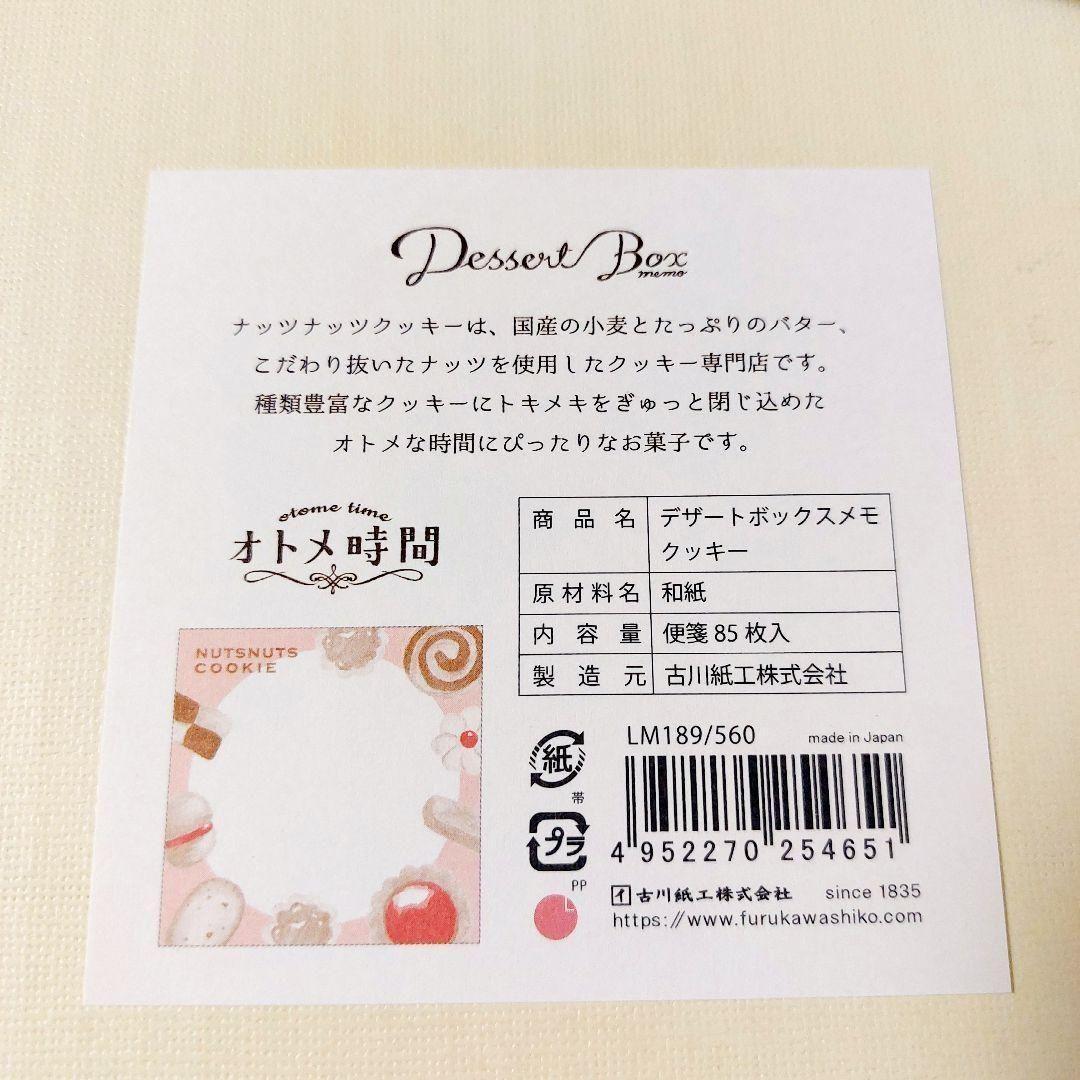 Dessert Box
memo
ナッツナッツクッキーは、国産の小麦とたっぷりのバター、
こだわり抜いたナッツを使用したクッキー専門店です。
種類豊富なクッキーにトキメキをぎゅっと閉じ込めた
オトメな時間にぴったりなお菓子です。
otome time
オトメ時間
NUTSNUTS
COOKIE
商品名 デザートボックスメモ
クッキー
原材料名 和紙
内容量 便箋85枚入
製造元 古川紙工株式会社
紙
帯
プラ
PP
LM189/560 made in Japan
4 952270 254651
イ 古川紙工株式会社 since 1835
https://www.furukawashiko.com